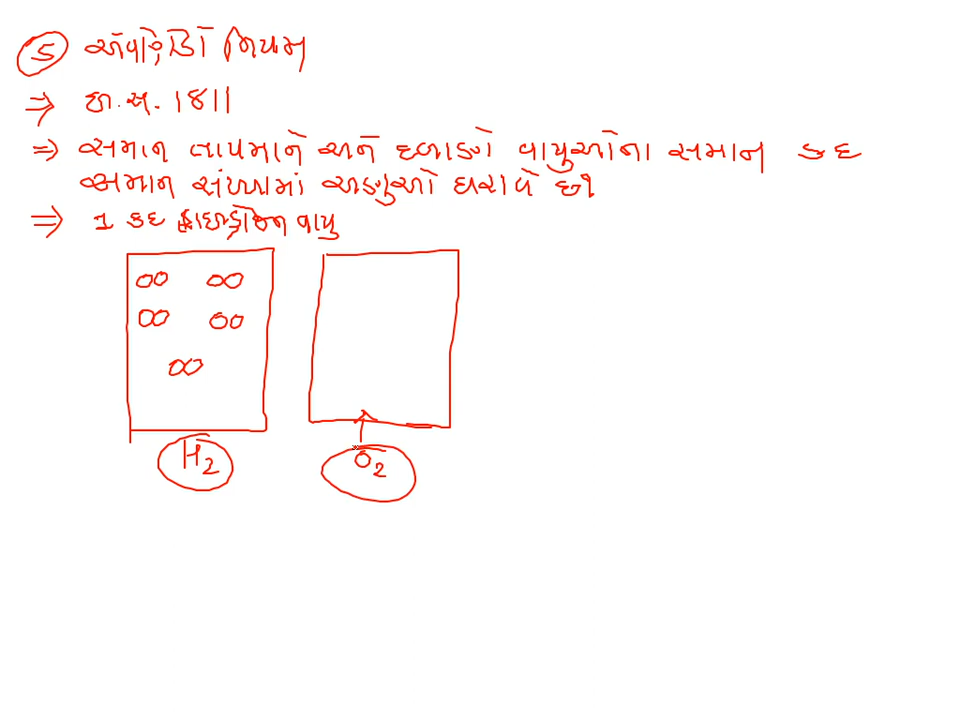 5 એવોગેડ્રો નિયમ
⇒ ઇ.સ. 1811
⇒ સમાન તાપમાને અને દબાણે વાયુઓના સમાન કદ
સમાન સંખ્યામાં અણુઓ ધરાવે છે
⇒ 1 કદ હાઇડ્રોજન વાયુ
H2 O2